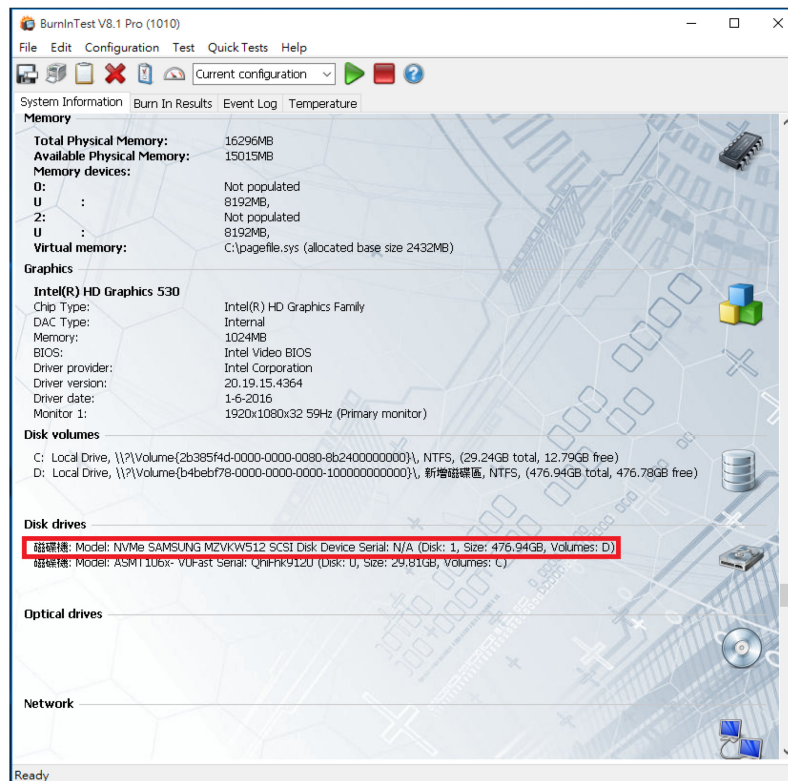 BurnInTest V8.1 Pro (1010)
File Edit Configuration Test Quick Tests Help
Current configuration
System Information Burn In Results Event Log Temperature
Memory
Total Physical Memory: 16296MB
Available Physical Memory: 15015MB
Memory devices:
0: Not populated
U : 8192MB,
2: Not populated
U : 8192MB,
Virtual memory: C:\pagefile.sys (allocated base size 2432MB)
Graphics
Intel(R) HD Graphics 530
Chip Type: Intel(R) HD Graphics Family
DAC Type: Internal
Memory: 1024MB
BIOS: Intel Video BIOS
Driver provider: Intel Corporation
Driver version: 20.19.15.4364
Driver date: 1-6-2016
Monitor 1: 1920x1080x32 59Hz (Primary monitor)
Disk volumes
C: Local Drive, \\?\Volume{2b385f4d-0000-0000-0080-8b2400000000}\, NTFS, (29.24GB total, 12.79GB free)
D: Local Drive, \\?\Volume{b4bebf78-0000-0000-0000-100000000000}\, 新增磁碟區, NTFS, (476.94GB total, 476.78GB free)
Disk drives
磁碟機: Model: NVMe SAMSUNG MZVKW512 SCSI Disk Device Serial: N/A (Disk: 1, Size: 476.94GB, Volumes: D)
磁碟機: Model: ASMT106x- V0Fast Serial: QhiFhk9120 (Disk: 0, Size: 29.81GB, Volumes: C)
Optical drives
Network
Ready